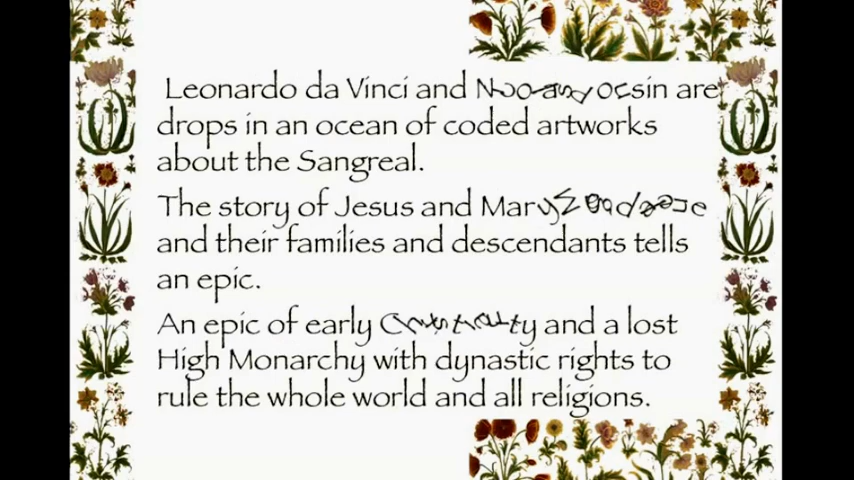 Leonardo da Vinci and are
drops in an ocean of coded artworks
about the Sangreal.
The story of Jesus and Mary
and their families and descendants tells
an epic.
An epic of early and a lost
High Monarchy with dynastic rights to
rule the whole world and all religions.